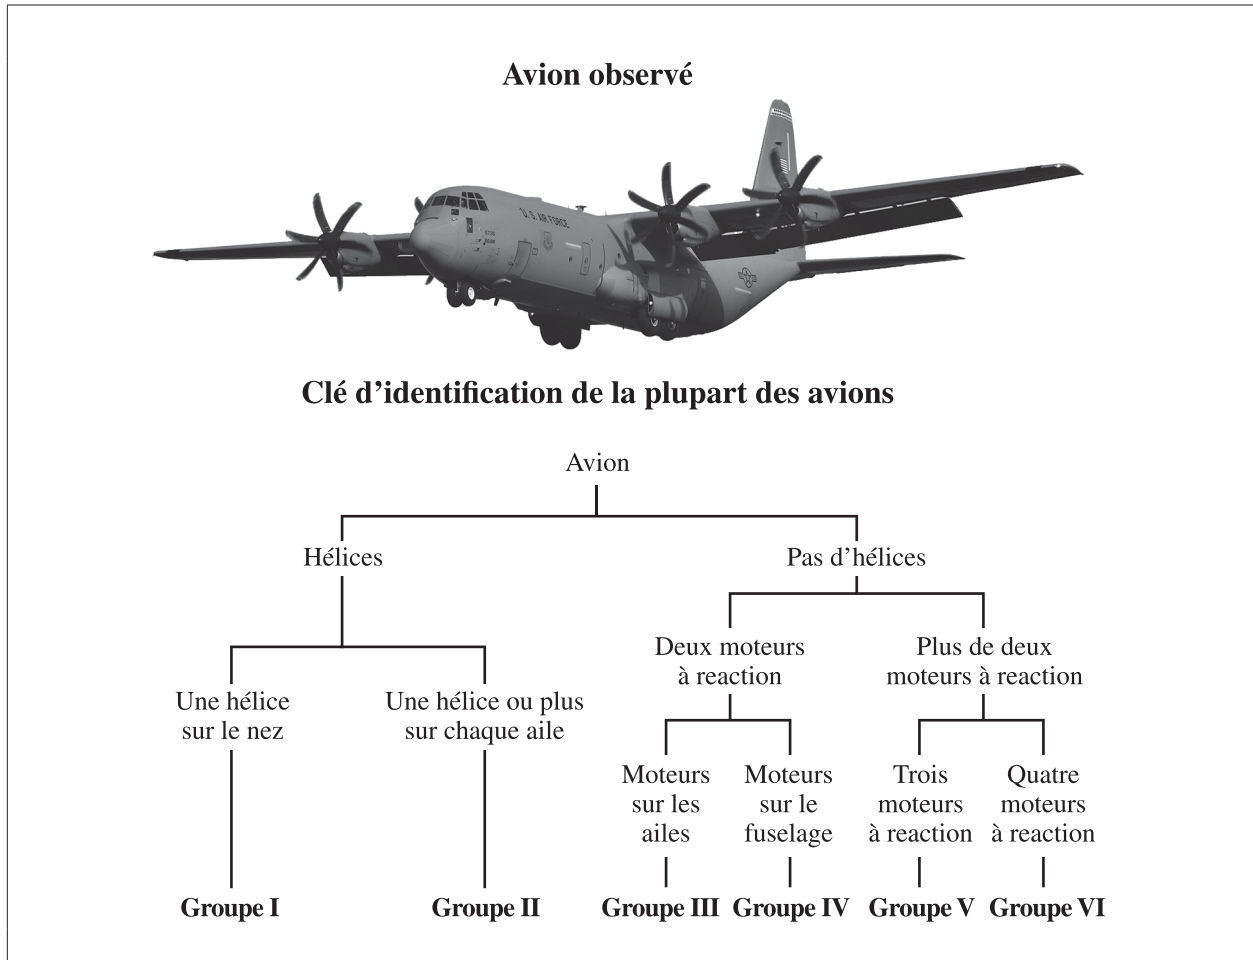 Avion observé
U.S. AIR FORCE
Clé d'identification de la plupart des avions
Avion
Hélices
Pas d'hélices
Deux moteurs
à reaction
Plus de deux
moteurs à reaction
Une hélice
sur le nez
Une hélice ou plus
sur chaque aile
Moteurs
sur les
ailes
Moteurs
sur le
fuselage
Trois
moteurs
à reaction
Quatre
moteurs
à reaction
Groupe I
Groupe II
Groupe III
Groupe IV
Groupe V
Groupe VI